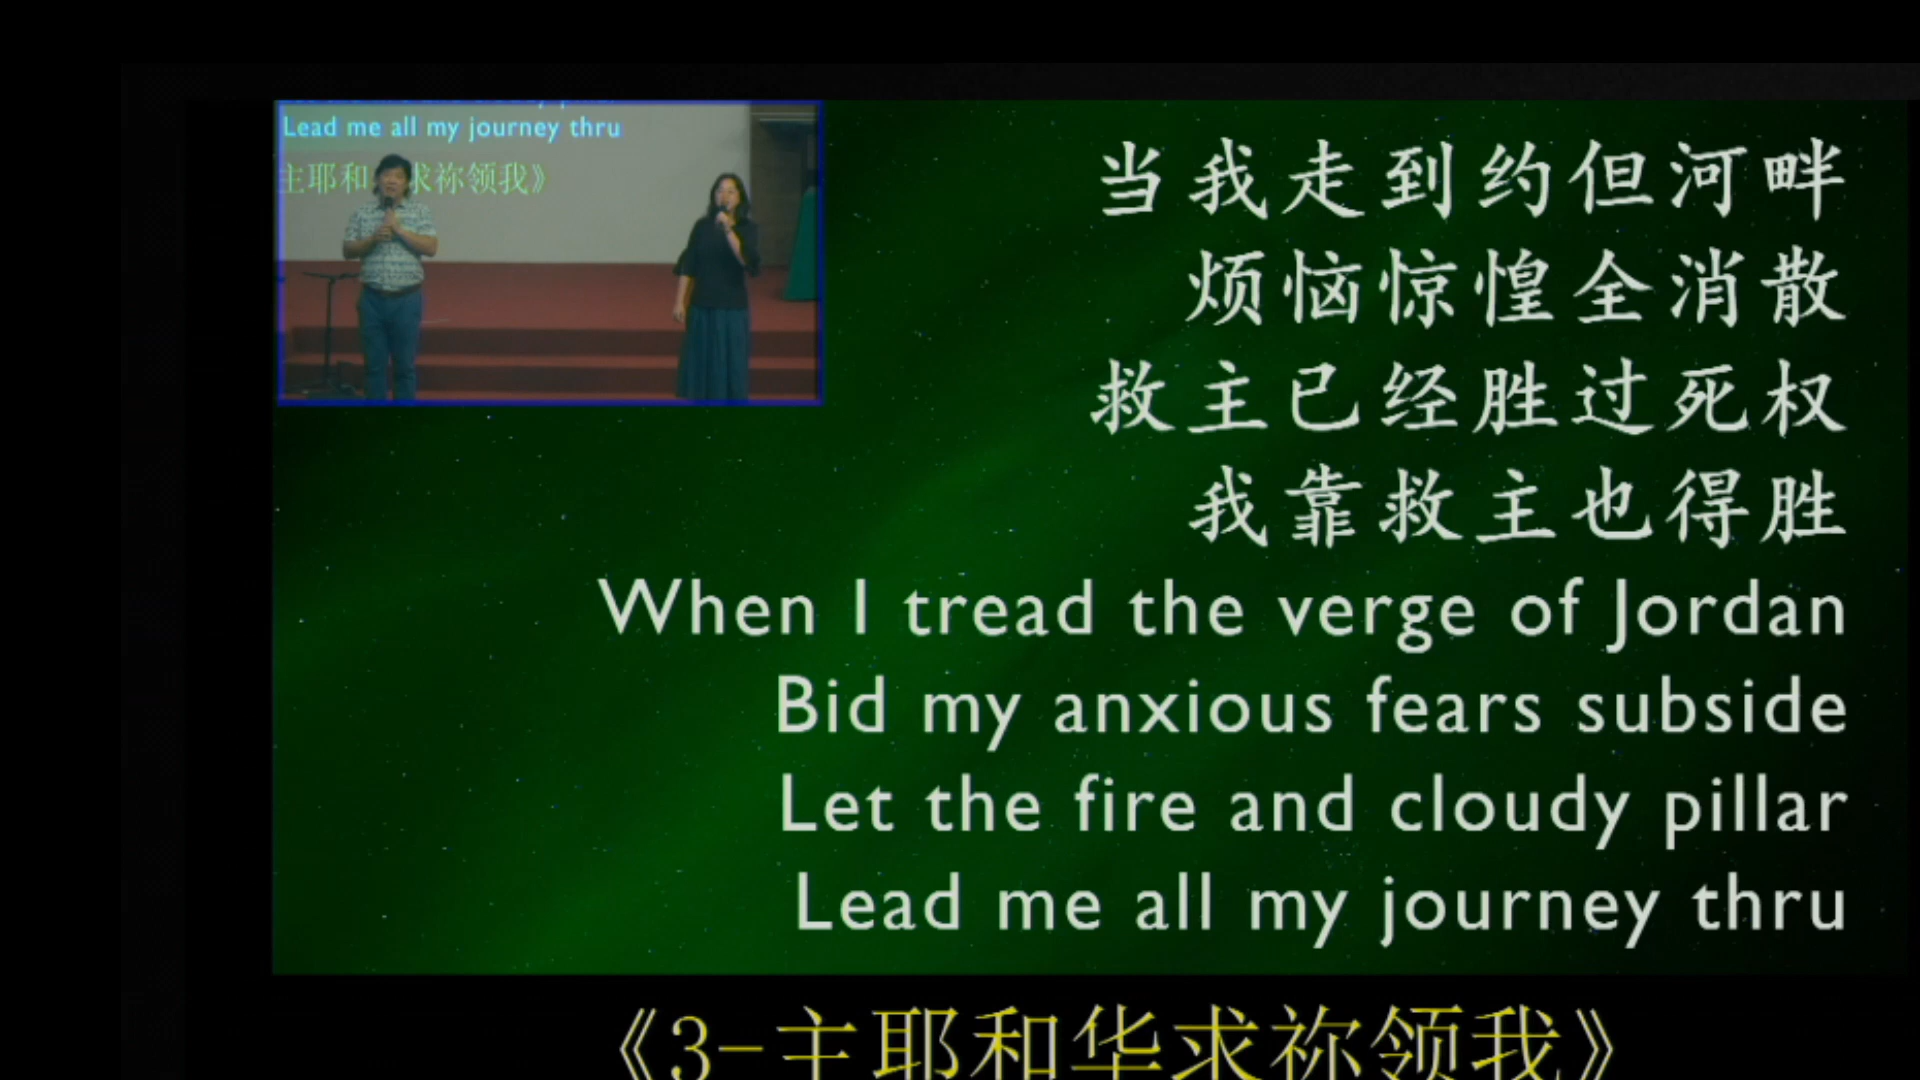 Lead me all my journey thru
主耶和 求祢领我》
当我走到约但河畔
烦恼惊惶全消散
救主已经胜过死权
我靠救主也得胜
When I tread the verge of Jordan
Bid my anxious fears subside
Let the fire and cloudy pillar
Lead me all my journey thru
《3-主耶和华求祢领我》